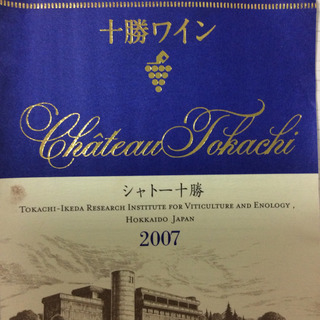 十勝ワイン
Château Tokachi
シャトー十勝
TOKACHI-IKEDA RESEARCH INSTITUTE FOR VITICULTURE AND ENOLOGY ,
HOKKAIDO JAPAN
2007